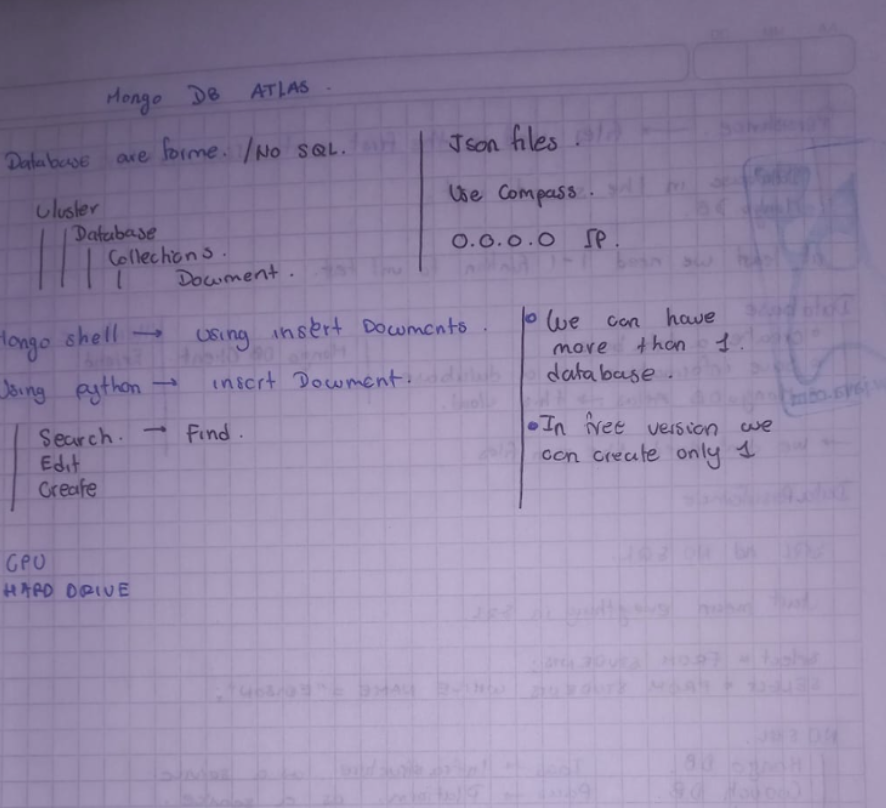 Mongo DB ATLAS.
Database are forme. / No SQL.
Cluster
Database
Collections.
Document.
Json files.
Use Compass.
0.0.0.0 IP.
Mongo shell → using insert Documents.
Using python → insert Document.
Search. → Find.
Edit
Create
We can have
more than 1.
database.
In free version we
can create only 1
CPU
HARD DRIVE